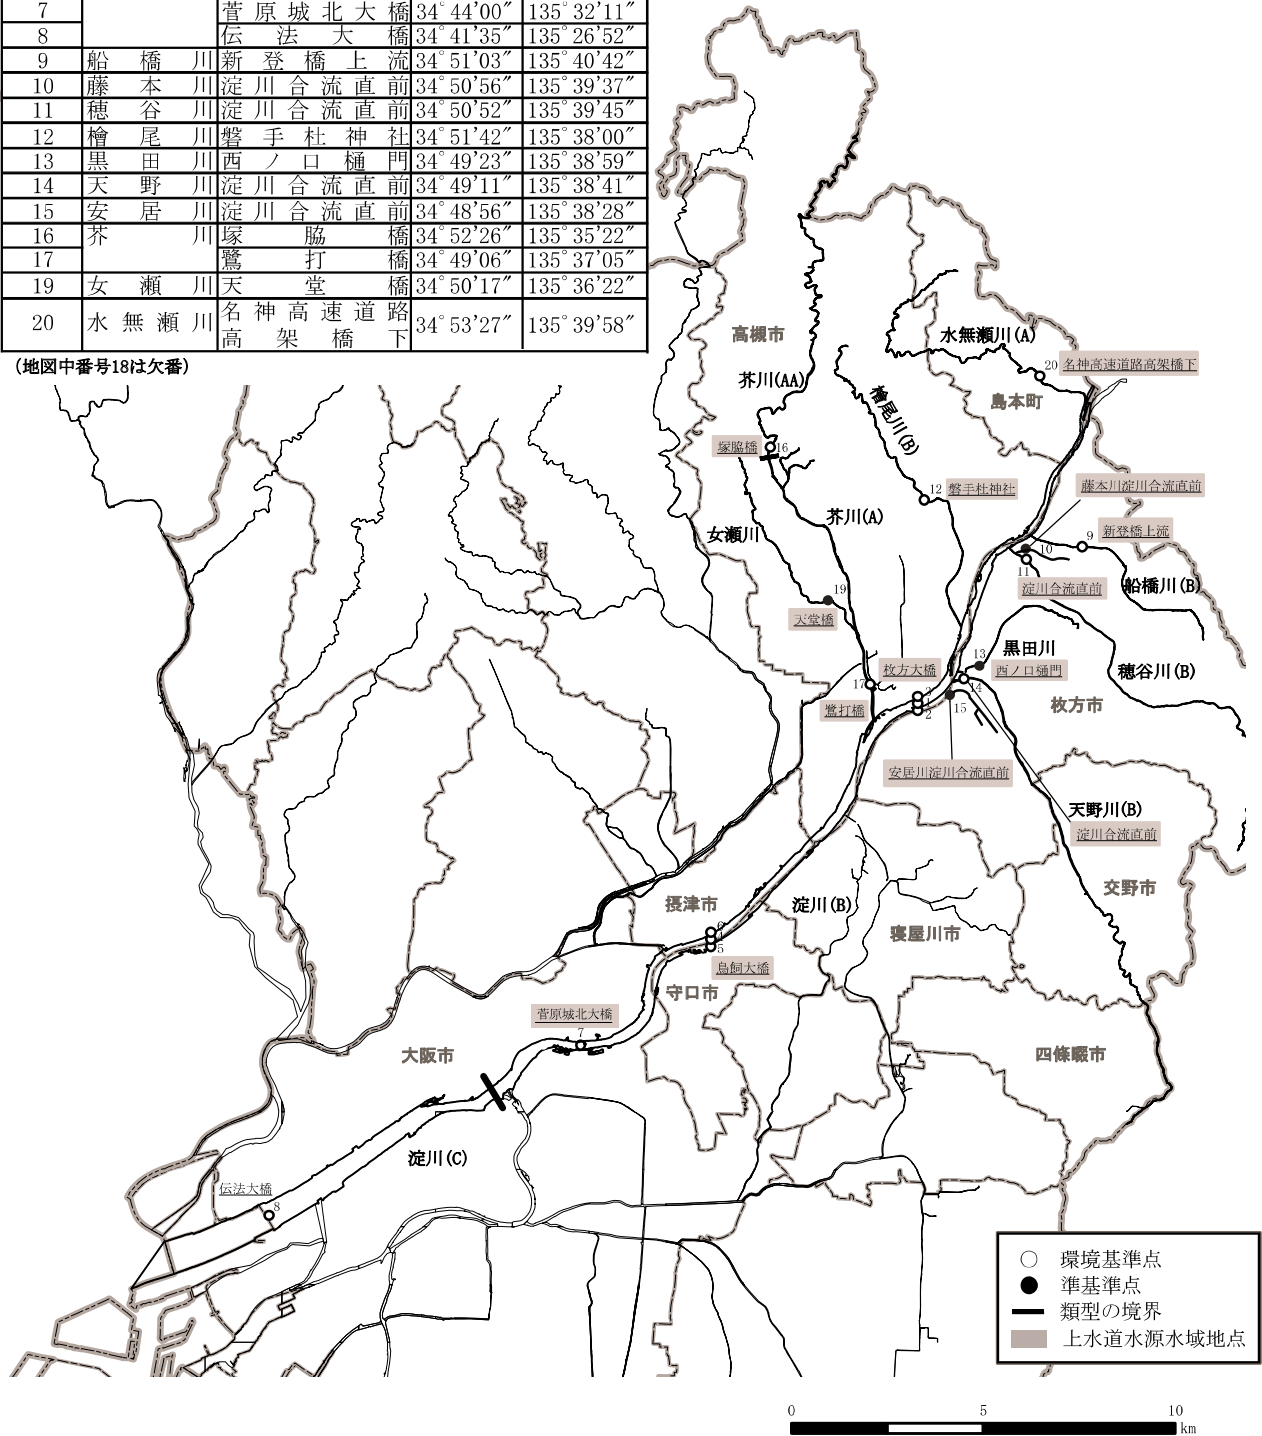 7 菅原城北大橋 34°44'00″ 135°32'11″
8 伝法大橋 34°41'35″ 135°26'52″
9 船橋川 新登橋上流 34°51'03″ 135°40'42″
10 藤本川 淀川合流直前 34°50'56″ 135°39'37″
11 穂谷川 淀川合流直前 34°50'52″ 135°39'45″
12 檜尾川 磐手杜神社 34°51'42″ 135°38'00″
13 黒田川 西ノ口樋門 34°49'23″ 135°38'59″
14 天野川 淀川合流直前 34°49'11″ 135°38'41″
15 安居川 淀川合流直前 34°48'56″ 135°38'28″
16 芥川 塚脇橋 34°52'26″ 135°35'22″
17 鷺打橋 34°49'06″ 135°37'05″
19 女瀬川 天堂橋 34°50'17″ 135°36'22″
20 水無瀬川 名神高速道路
高架橋下 34°53'27″ 135°39'58″
(地図中番号18は欠番)
高槻市
水無瀬川(A)
20 名神高速道路高架橋下
芥川(AA)
島本町
檜尾川(B)
塚脇橋
16
12 磐手杜神社
藤本川淀川合流直前
芥川(A)
女瀬川
新登橋上流
9
10
11
淀川合流直前
船橋川(B)
19
天堂橋
黒田川
13
西ノ口樋門
穂谷川(B)
枚方大橋
17
14
鷺打橋
3
1
2
15
枚方市
安居川淀川合流直前
天野川(B)
淀川合流直前
交野市
摂津市
淀川(B)
寝屋川市
6
4
5
鳥飼大橋
守口市
菅原城北大橋
7
大阪市
四條畷市
淀川(C)
伝法大橋
8
○ 環境基準点
● 準基準点
類型の境界
上水道水源水域地点
0 5 10
km